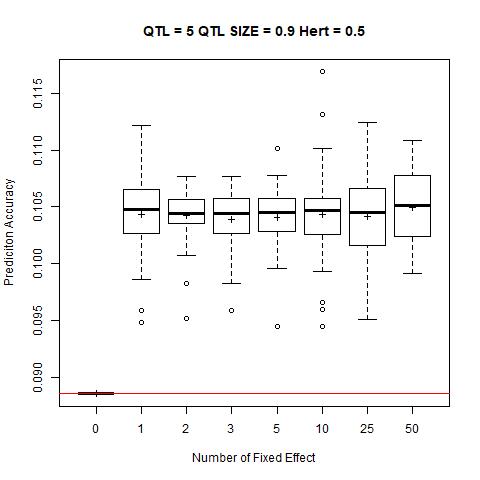 QTL = 5 QTL SIZE = 0.9 Hert = 0.5
Prediciton Accuracy
0.115
0.110
0.105
0.100
0.095
0.090
0 1 2 3 5 10 25 50
Number of Fixed Effect